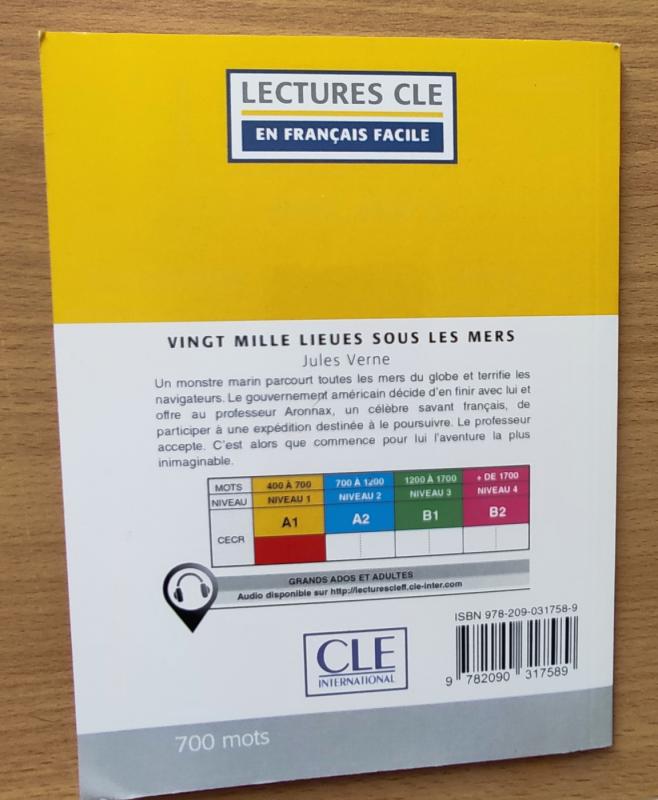 LECTURES CLE
EN FRANÇAIS FACILE
VINGT MILLE LIEUES SOUS LES MERS
Jules Verne
Un monstre marin parcourt toutes les mers du globe et terrifie les
navigateurs. Le gouvernement américain décide d'en finir avec lui et
offre au professeur Aronnax, un célèbre savant français, de
participer à une expédition destinée à le poursuivre. Le professeur
accepte. C'est alors que commence pour lui l'aventure la plus
inimaginable.
MOTS 400 À 700 700 À 1200 1200 À 1700 + DE 1700
NIVEAU NIVEAU 1 NIVEAU 2 NIVEAU 3 NIVEAU 4
CECR A1 A2 B1 B2
GRANDS ADOS ET ADULTES
Audio disponible sur http://lecturescleff.cle-inter.com
ISBN 978-209-031758-9
9 782090 317589
CLE
INTERNATIONAL
700 mots